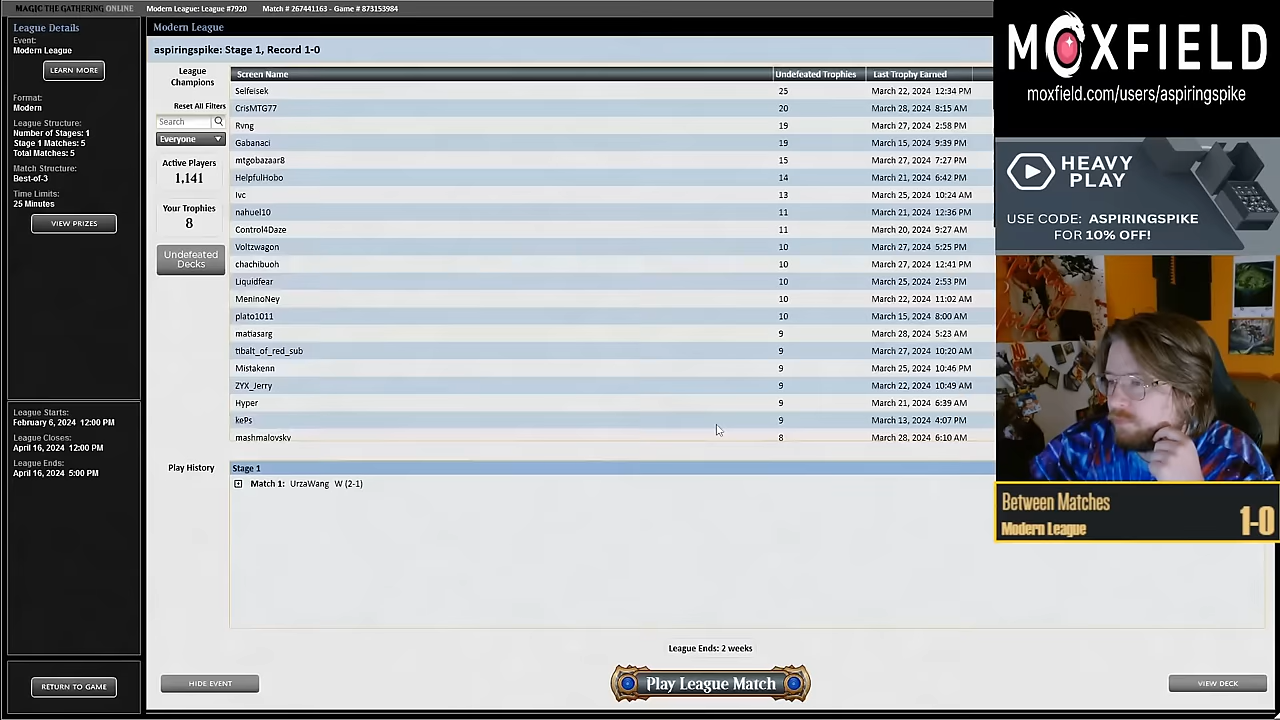 MAGIC THE GATHERING ONLINE Modern League: League #7920 Match # 267441163 - Game # 873153984
League Details
Event:
Modern League
LEARN MORE
Format:
Modern
League Structure:
Number of Stages: 1
Stage 1 Matches: 5
Total Matches: 5
Match Structure:
Best-of-3
Time Limits:
25 Minutes
VIEW PRIZES
League Starts:
February 6, 2024 12:00 PM
League Closes:
April 16, 2024 12:00 PM
League Ends:
April 16, 2024 5:00 PM
RETURN TO GAME
Modern League
aspiringspike: Stage 1, Record 1-0
League
Champions
Reset All Filters
Search
Everyone
Active Players
1,141
Your Trophies
8
Undefeated
Decks
Screen Name Undefeated Trophies Last Trophy Earned
Selfeisek 25 March 22, 2024 12:34 PM
CrisMTG77 20 March 28, 2024 8:15 AM
Rvng 19 March 27, 2024 2:58 PM
Gabanaci 19 March 15, 2024 9:39 PM
mtgobazaar8 15 March 27, 2024 7:27 PM
HelpfulHobo 14 March 21, 2024 6:42 PM
13 March 25, 2024 10:24 AM
nahuel10 11 March 21, 2024 12:36 PM
Control4Daze 11 March 20, 2024 9:27 AM
Voltzwagon 10 March 27, 2024 5:25 PM
chachibuoh 10 March 27, 2024 12:41 PM
Liquidfear 10 March 25, 2024 2:53 PM
MeninoNey 10 March 22, 2024 11:02 AM
plato1011 10 March 15, 2024 8:00 AM
matiasarg 9 March 28, 2024 5:23 AM
tibalt_of_red_sub 9 March 27, 2024 10:20 AM
Mistakenn 9 March 25, 2024 10:46 PM
ZYX_Jerry 9 March 22, 2024 10:49 AM
Hyper 9 March 21, 2024 6:39 AM
kePs 9 March 13, 2024 4:07 PM
mashmalovsky 8 March 28, 2024 6:10 AM
Play History
Stage 1
Match 1: UrzaWang W (2-1)
League Ends: 2 weeks
HIDE EVENT
Play League Match
VIEW DECK
MOXFIELD
moxfield.com/users/aspiringspike
HEAVY
PLAY
USE CODE: ASPIRINGSPIKE
FOR 10% OFF!
Between Matches
Modern League
1-0